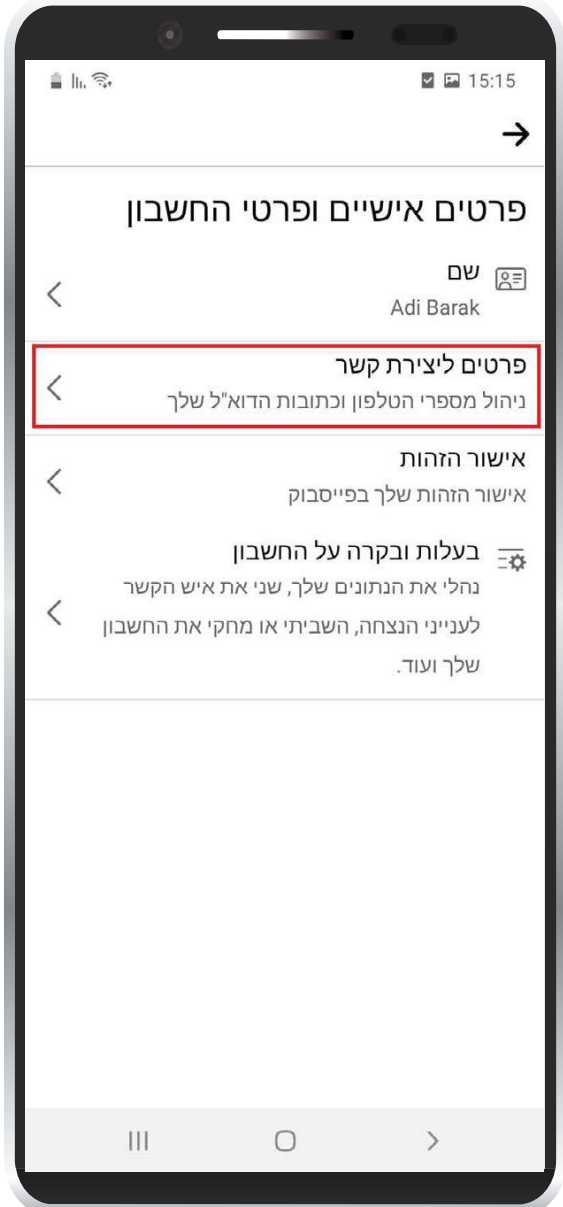 15:15
פרטים אישיים ופרטי החשבון
שם
Adi Barak
פרטים ליצירת קשר
ניהול מספרי הטלפון וכתובות הדוא"ל שלך
אישור הזהות
אישור הזהות שלך בפייסבוק
בעלות ובקרה על החשבון
נהלי את הנתונים שלך, שני את איש הקשר
לענייני הנצחה, השביתי או מחקי את החשבון
שלך ועוד.